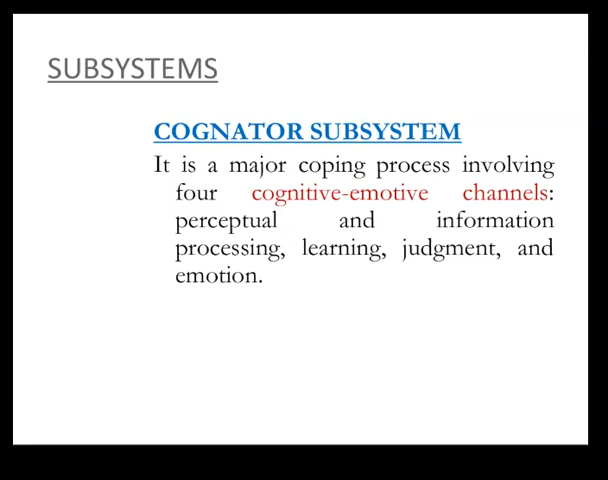 SUBSYSTEMS
COGNATOR SUBSYSTEM
It is a major coping process involving
four cognitive-emotive channels:
perceptual and information
processing, learning, judgment, and
emotion.